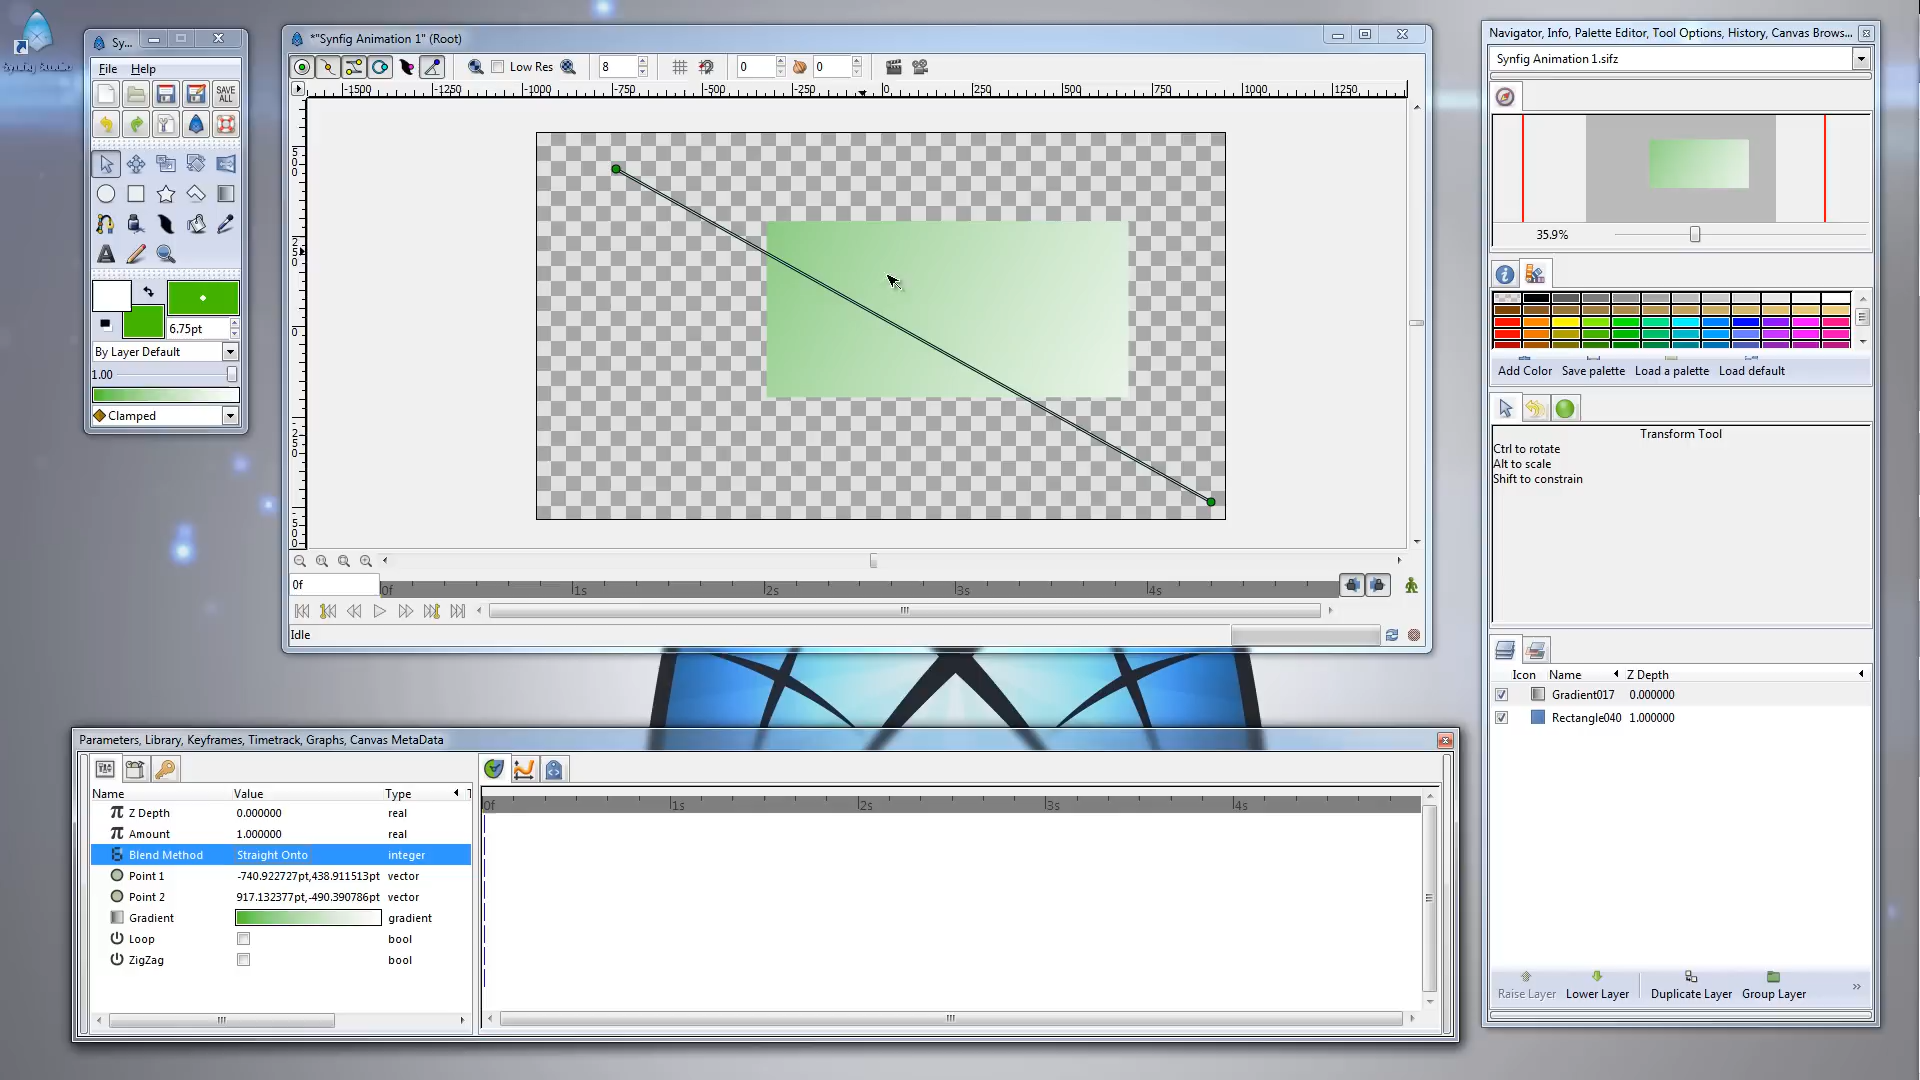 Synfig Studio
Sy...
File Help
SAVE ALL
6.75pt
By Layer Default
1.00
Clamped
*"Synfig Animation 1" (Root)
Low Res 8 0 0
-1500 -1000 -750 -500 -250 0 250 500 750 1000 1250
0f
0f 1s 2s 3s 4s
Idle
Navigator, Info, Palette Editor, Tool Options, History, Canvas Brows...
Synfig Animation 1.sifz
35.9%
Add Color Save palette Load a palette Load default
Transform Tool
Ctrl to rotate
Alt to scale
Shift to constrain
Icon Name Z Depth
Gradient017 0.000000
Rectangle040 1.000000
Raise Layer Lower Layer Duplicate Layer Group Layer
Parameters, Library, Keyframes, Timetrack, Graphs, Canvas MetaData
Name Value Type
Z Depth 0.000000 real
Amount 1.000000 real
Blend Method Straight Onto integer
Point 1 -740.922727pt,438.911513pt vector
Point 2 917.132377pt,-490.390786pt vector
Gradient gradient
Loop bool
ZigZag bool
0f 1s 2s 3s 4s